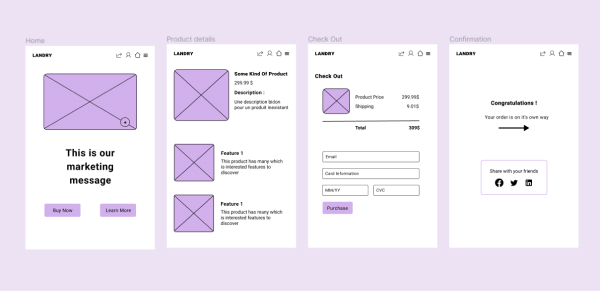 Home
LANDRY
This is our
marketing
message
Buy Now
Learn More
Product details
LANDRY
Some Kind Of Product
299.99 $
Description :
Une description bidon
pour un produit inexistant
Feature 1
This product has many which
is interested features to
discover
Feature 1
This product has many which
is interested features to
discover
Check Out
LANDRY
Check Out
Product Price 299.99$
Shipping 9.01$
Total 309$
Email
Card Information
MM/YY CVC
Purchase
Confirmation
LANDRY
Congratulations !
Your order is on it's own way
Share with your friends